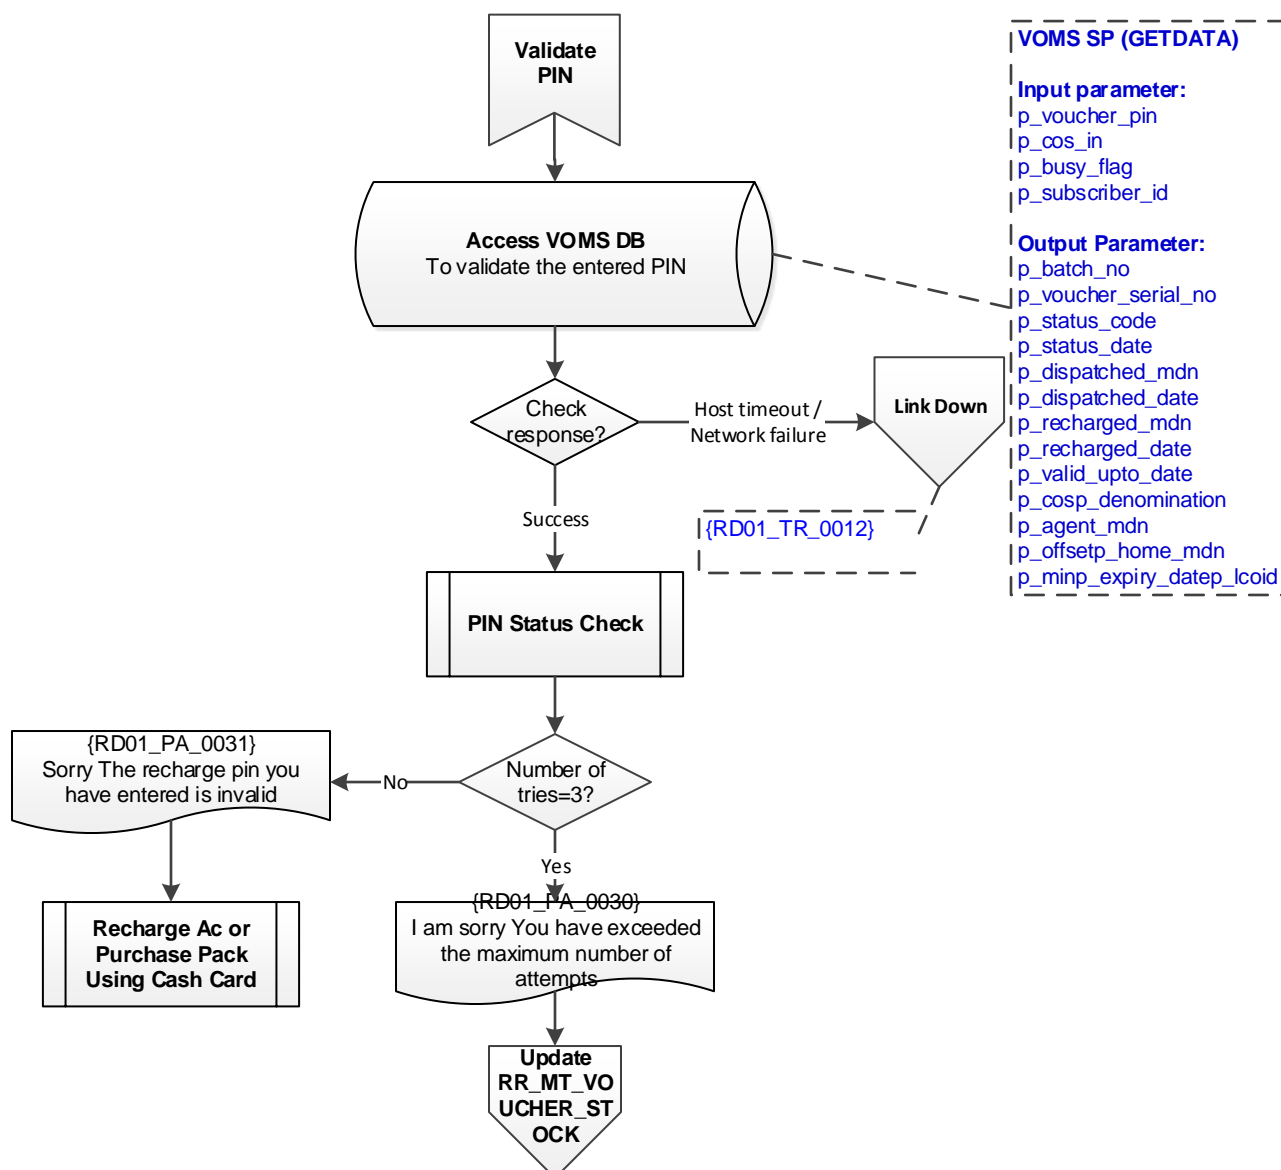 Validate
PIN
Access VOMS DB
To validate the entered PIN
Check
response?
Host timeout /
Network failure
Link Down
{RD01_TR_0012}
Success
PIN Status Check
Number of
tries=3?
No
{RD01_PA_0031}
Sorry The recharge pin you
have entered is invalid
Recharge Ac or
Purchase Pack
Using Cash Card
Yes
{RD01_PA_0030}
I am sorry You have exceeded
the maximum number of
attempts
Update
RR_MT_VO
UCHER_ST
OCK
VOMS SP (GETDATA)
Input parameter:
p_voucher_pin
p_cos_in
p_busy_flag
p_subscriber_id
Output Parameter:
p_batch_no
p_voucher_serial_no
p_status_code
p_status_date
p_dispatched_mdn
p_dispatched_date
p_recharged_mdn
p_recharged_date
p_valid_upto_date
p_cosp_denomination
p_agent_mdn
p_offsetp_home_mdn
p_minp_expiry_datep_lcoid